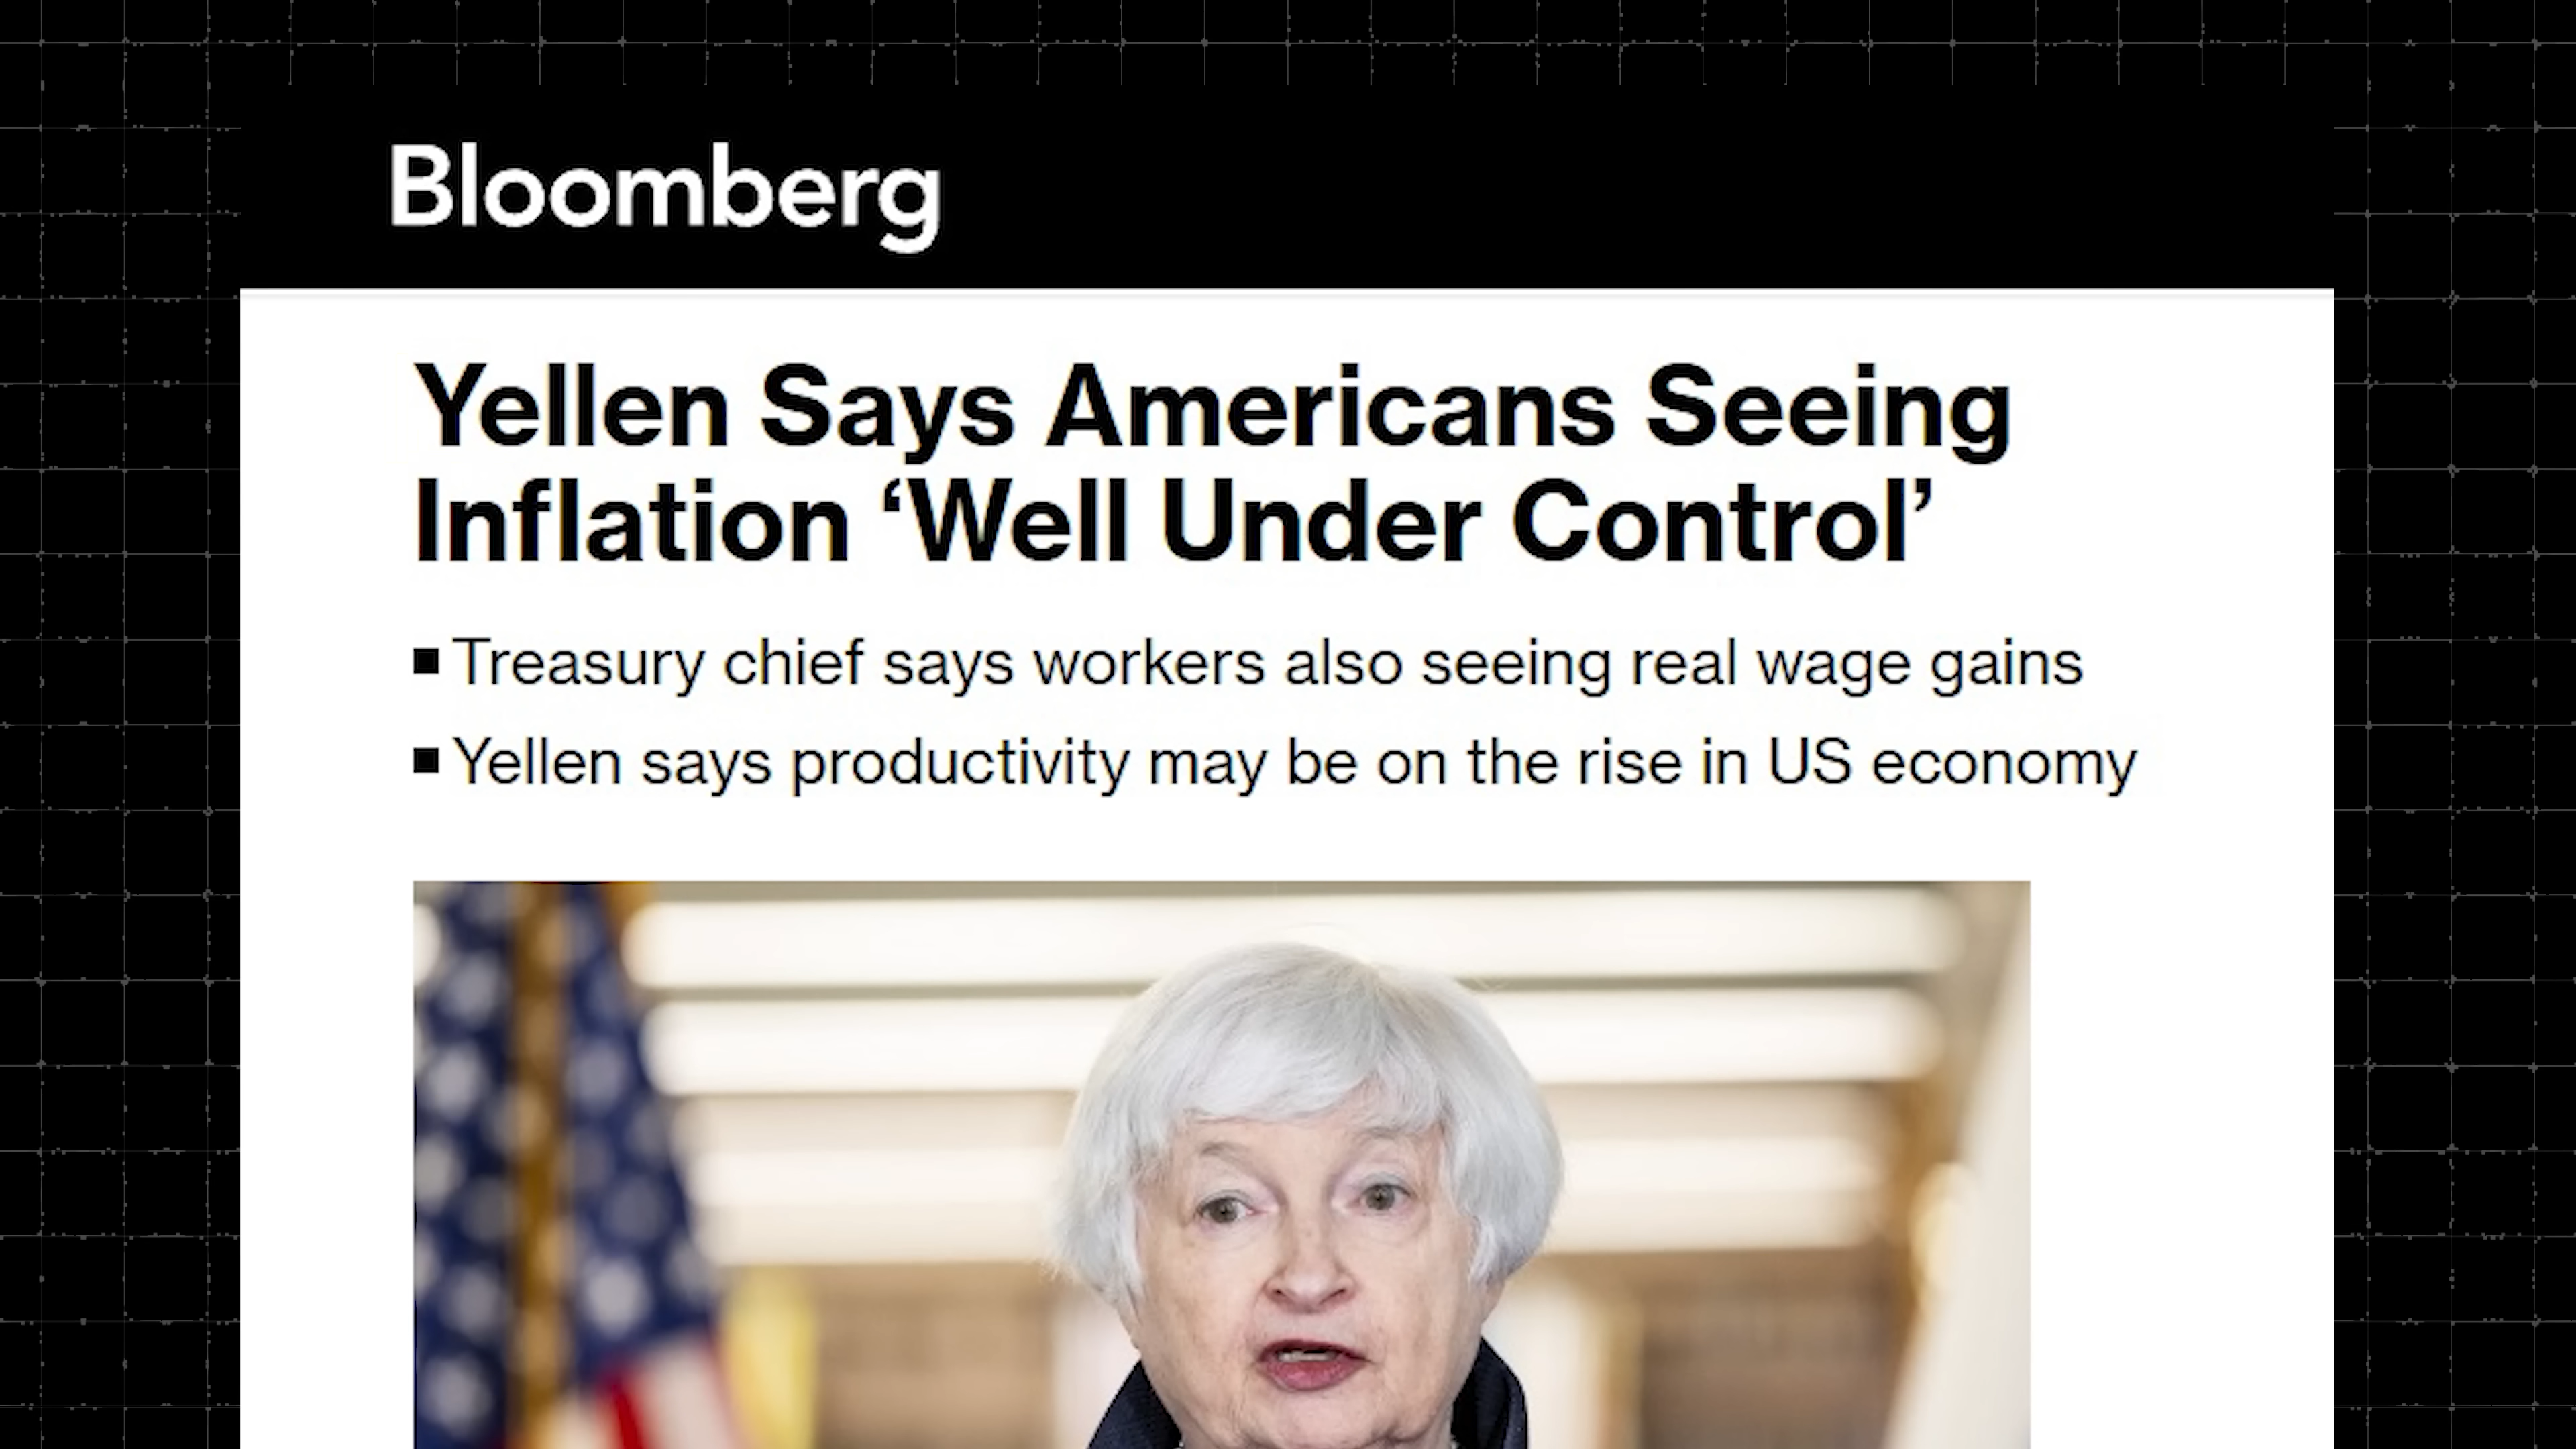 Bloomberg
Yellen Says Americans Seeing
Inflation ‘Well Under Control’
▪ Treasury chief says workers also seeing real wage gains
▪ Yellen says productivity may be on the rise in US economy